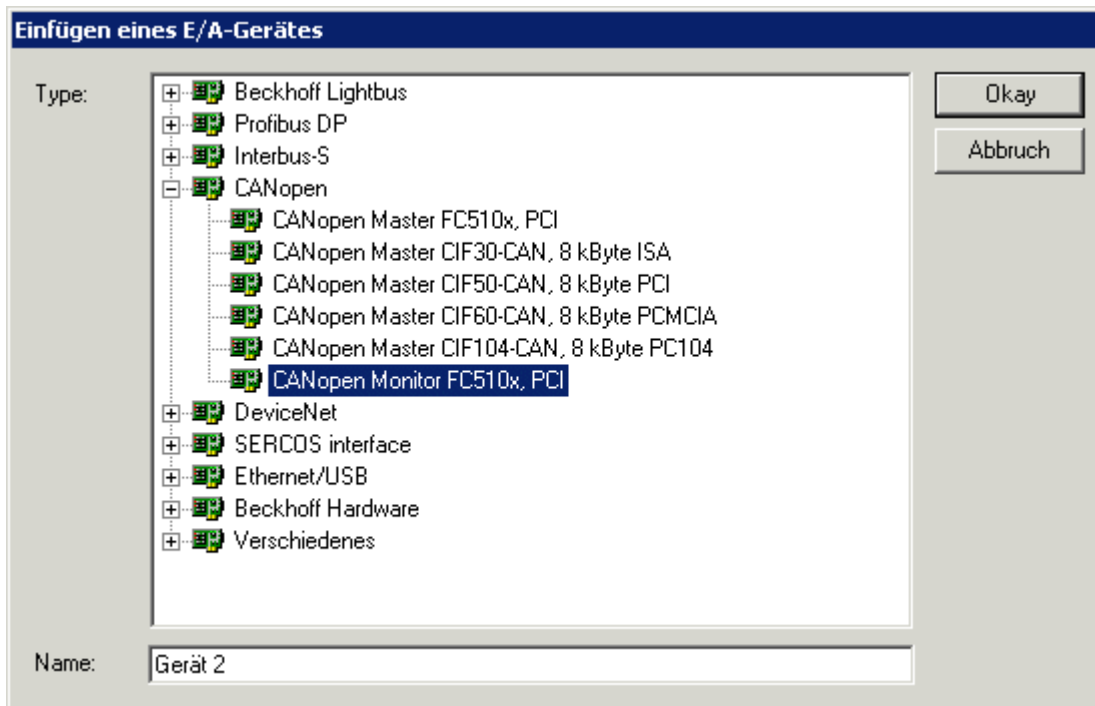 Einfügen eines E/A-Gerätes
Type:
Beckhoff Lightbus
Profibus DP
Interbus-S
CANopen
CANopen Master FC510x, PCI
CANopen Master CIF30-CAN, 8 kByte ISA
CANopen Master CIF50-CAN, 8 kByte PCI
CANopen Master CIF60-CAN, 8 kByte PCMCIA
CANopen Master CIF104-CAN, 8 kByte PC104
CANopen Monitor FC510x, PCI
DeviceNet
SERCOS interface
Ethernet/USB
Beckhoff Hardware
Verschiedenes
Okay
Abbruch
Name:
Gerät 2